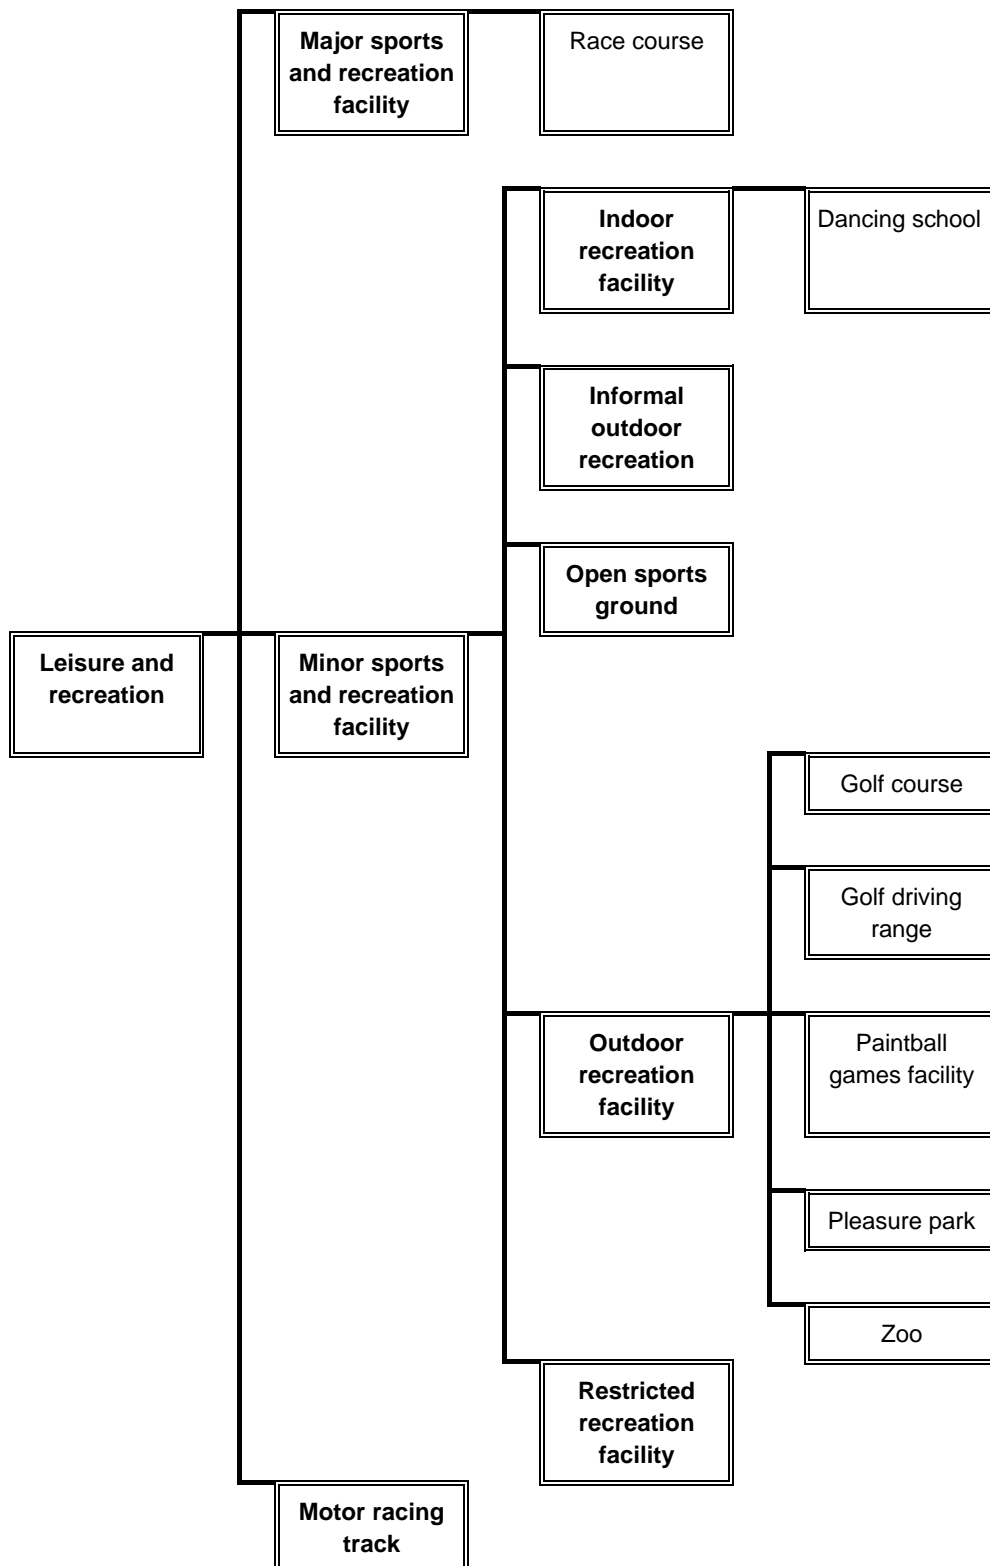 Major sports
and recreation
facility
Race course
Indoor
recreation
facility
Dancing school
Informal
outdoor
recreation
Open sports
ground
Leisure and
recreation
Minor sports
and recreation
facility
Golf course
Golf driving
range
Outdoor
recreation
facility
Paintball
games facility
Pleasure park
Zoo
Restricted
recreation
facility
Motor racing
track